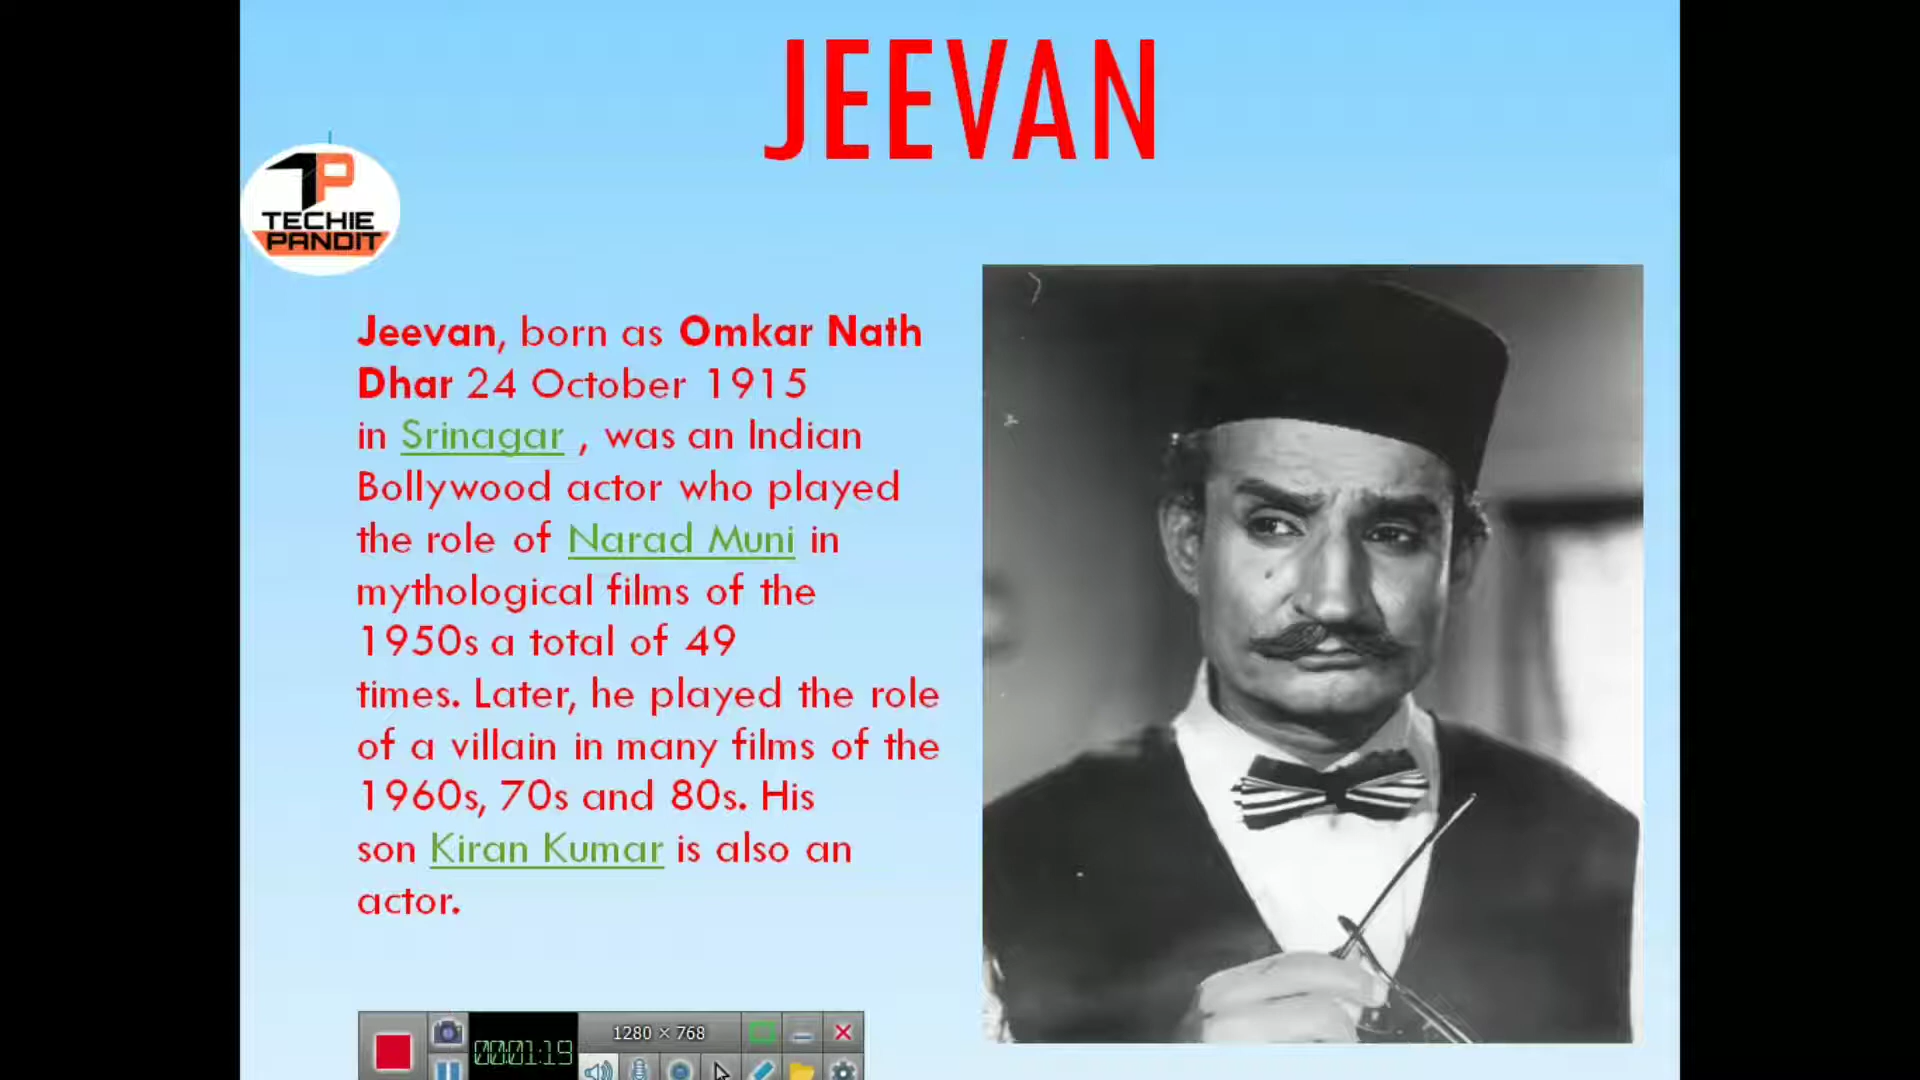 JEEVAN
TP
TECHIE
PANDIT
Jeevan, born as Omkar Nath
Dhar 24 October 1915
in Srinagar , was an Indian
Bollywood actor who played
the role of Narad Muni in
mythological films of the
1950s a total of 49
times. Later, he played the role
of a villain in many films of the
1960s, 70s and 80s. His
son Kiran Kumar is also an
actor.
1280 × 768
00:01:19